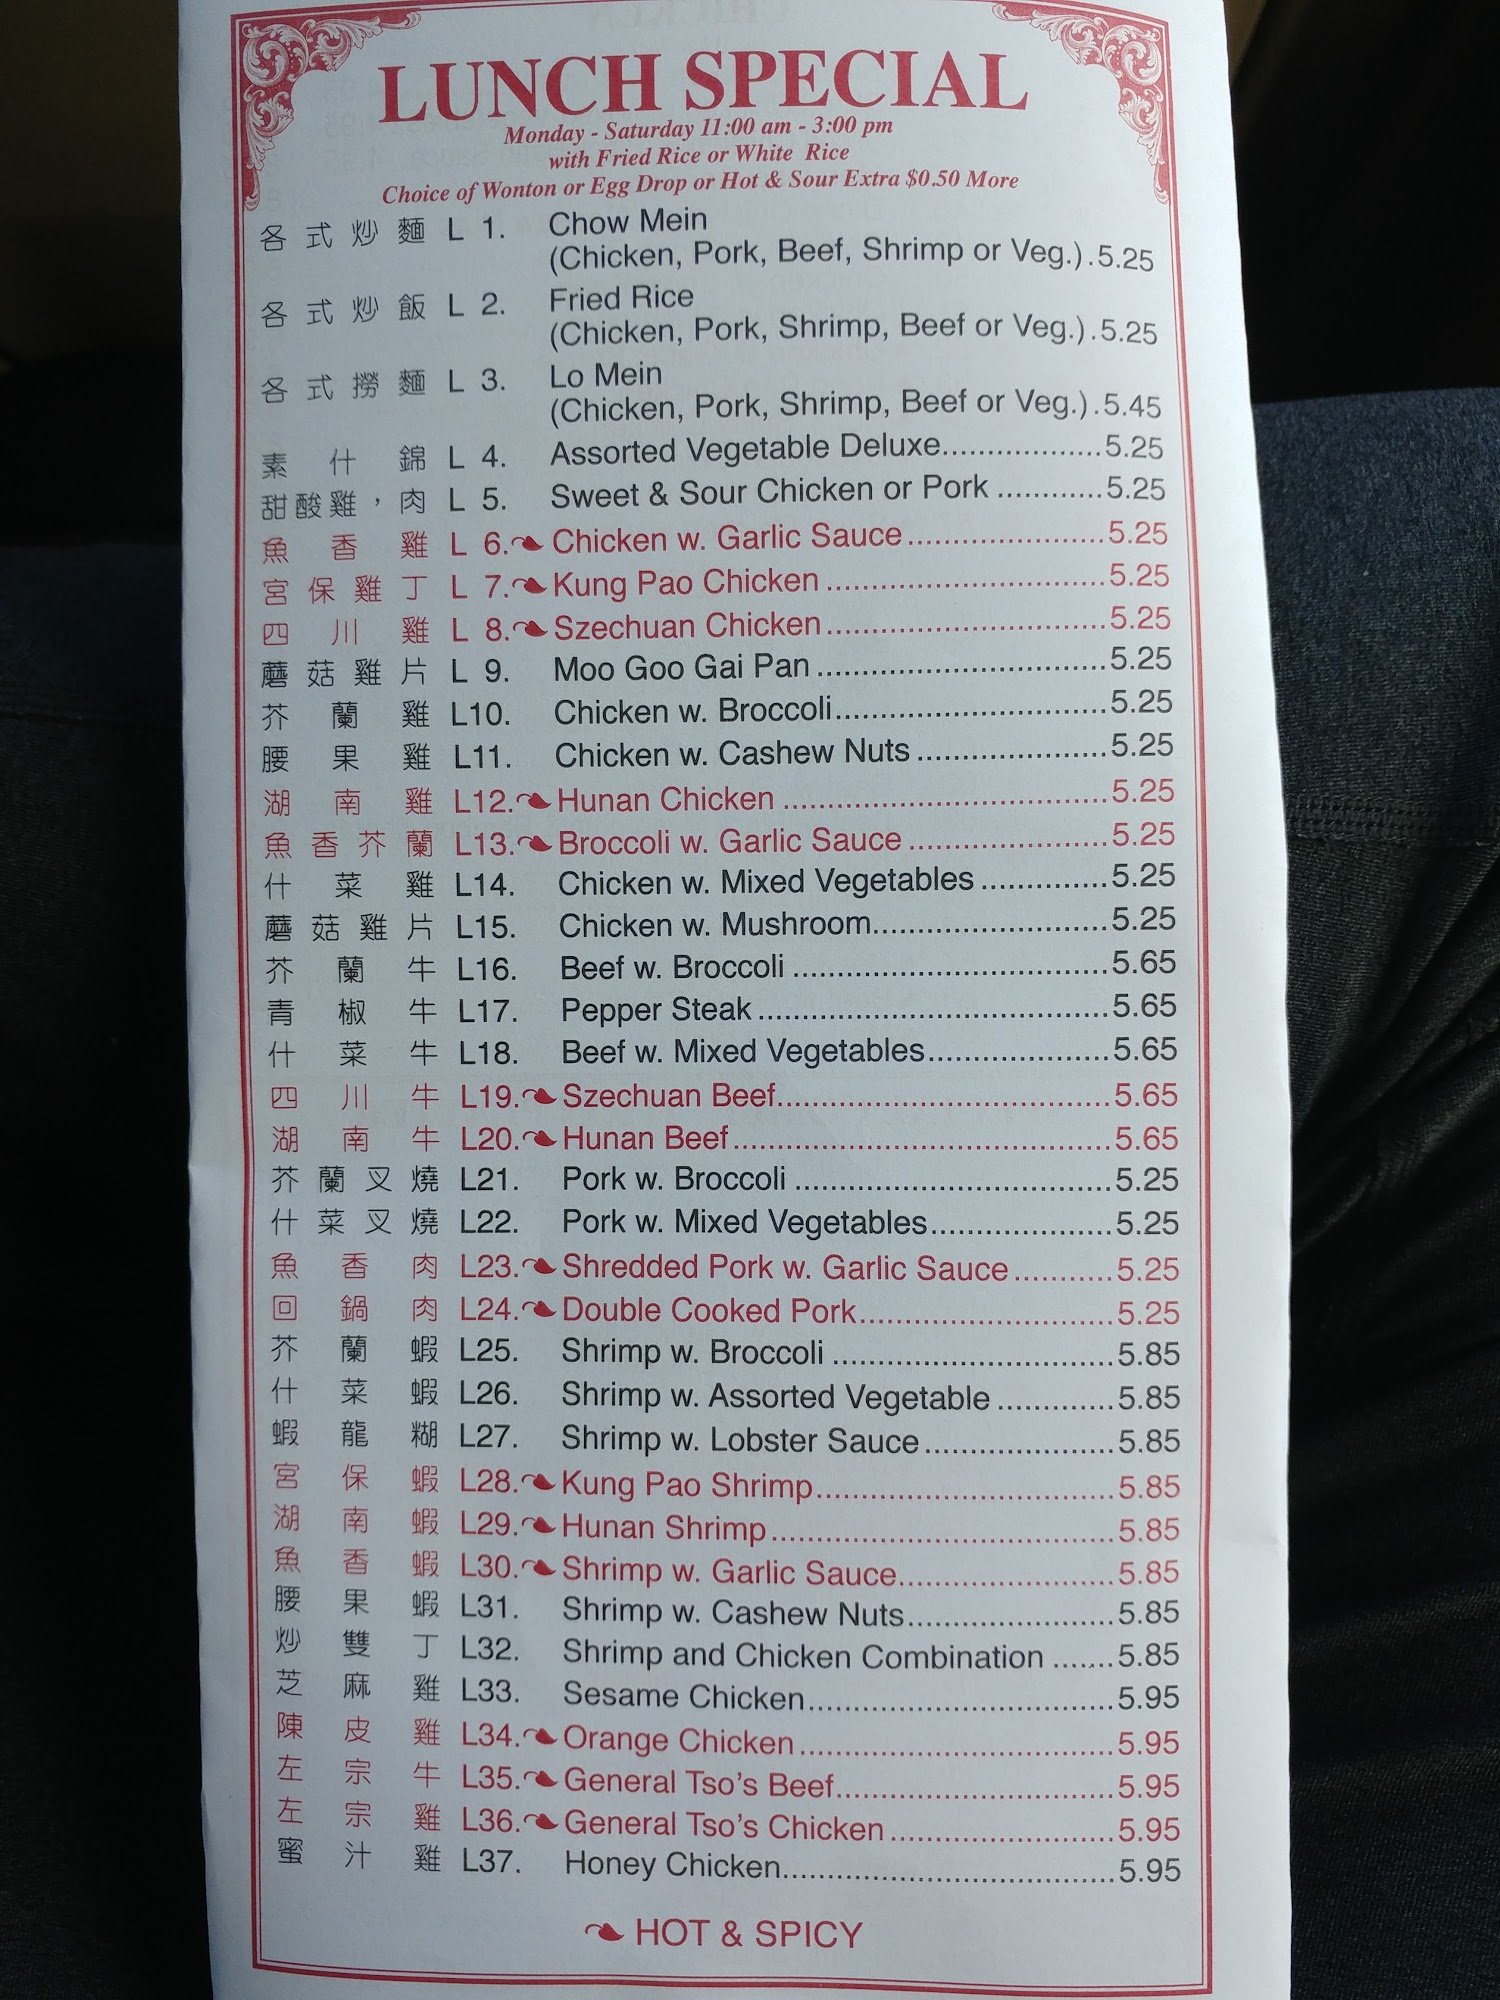 LUNCH SPECIAL
Monday - Saturday 11:00 am - 3:00 pm
with Fried Rice or White Rice
Choice of Wonton or Egg Drop or Hot & Sour Extra $0.50 More
各式炒麵 L 1. Chow Mein
(Chicken, Pork, Beef, Shrimp or Veg.).5.25
各式炒飯 L 2. Fried Rice
(Chicken, Pork, Shrimp, Beef or Veg.).5.25
各式撈麵 L 3. Lo Mein
(Chicken, Pork, Shrimp, Beef or Veg.).5.45
素什錦 L 4. Assorted Vegetable Deluxe..................5.25
甜酸雞，肉 L 5. Sweet & Sour Chicken or Pork ............5.25
魚香雞 L 6. Chicken w. Garlic Sauce.......................5.25
宮保雞丁 L 7. Kung Pao Chicken ................................5.25
四川雞 L 8. Szechuan Chicken................................5.25
蘑菇雞片 L 9. Moo Goo Gai Pan .................................5.25
芥蘭雞 L10. Chicken w. Broccoli...............................5.25
腰果雞 L11. Chicken w. Cashew Nuts ......................5.25
湖南雞 L12. Hunan Chicken .....................................5.25
魚香芥蘭 L13. Broccoli w. Garlic Sauce .......................5.25
什菜雞 L14. Chicken w. Mixed Vegetables ...............5.25
蘑菇雞片 L15. Chicken w. Mushroom...........................5.25
芥蘭牛 L16. Beef w. Broccoli ....................................5.65
青椒牛 L17. Pepper Steak ........................................5.65
什菜牛 L18. Beef w. Mixed Vegetables.....................5.65
四川牛 L19. Szechuan Beef......................................5.65
湖南牛 L20. Hunan Beef...........................................5.65
芥蘭叉燒 L21. Pork w. Broccoli ....................................5.25
什菜叉燒 L22. Pork w. Mixed Vegetables.....................5.25
魚香肉 L23. Shredded Pork w. Garlic Sauce ...........5.25
回鍋肉 L24. Double Cooked Pork.............................5.25
芥蘭蝦 L25. Shrimp w. Broccoli ................................5.85
什菜蝦 L26. Shrimp w. Assorted Vegetable .............5.85
蝦龍糊 L27. Shrimp w. Lobster Sauce ......................5.85
宮保蝦 L28. Kung Pao Shrimp..................................5.85
湖南蝦 L29. Hunan Shrimp.......................................5.85
魚香蝦 L30. Shrimp w. Garlic Sauce.........................5.85
腰果蝦 L31. Shrimp w. Cashew Nuts........................5.85
炒雙丁 L32. Shrimp and Chicken Combination .......5.85
芝麻雞 L33. Sesame Chicken...................................5.95
陳皮雞 L34. Orange Chicken....................................5.95
左宗牛 L35. General Tso's Beef................................5.95
左宗雞 L36. General Tso's Chicken .........................5.95
蜜汁雞 L37. Honey Chicken......................................5.95
HOT & SPICY